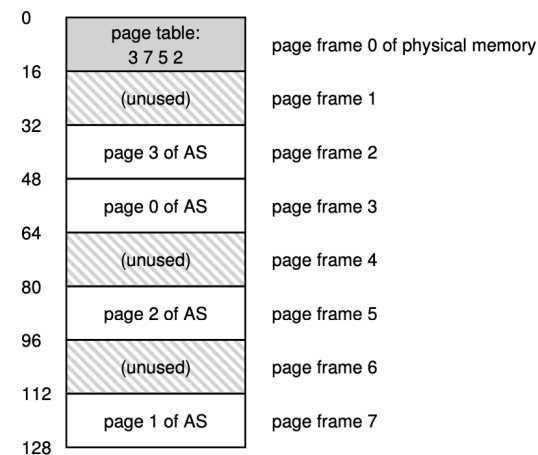 0
page table:
3 7 5 2
page frame 0 of physical memory
16
(unused)
page frame 1
32
page 3 of AS
page frame 2
48
page 0 of AS
page frame 3
64
(unused)
page frame 4
80
page 2 of AS
page frame 5
96
(unused)
page frame 6
112
page 1 of AS
page frame 7
128